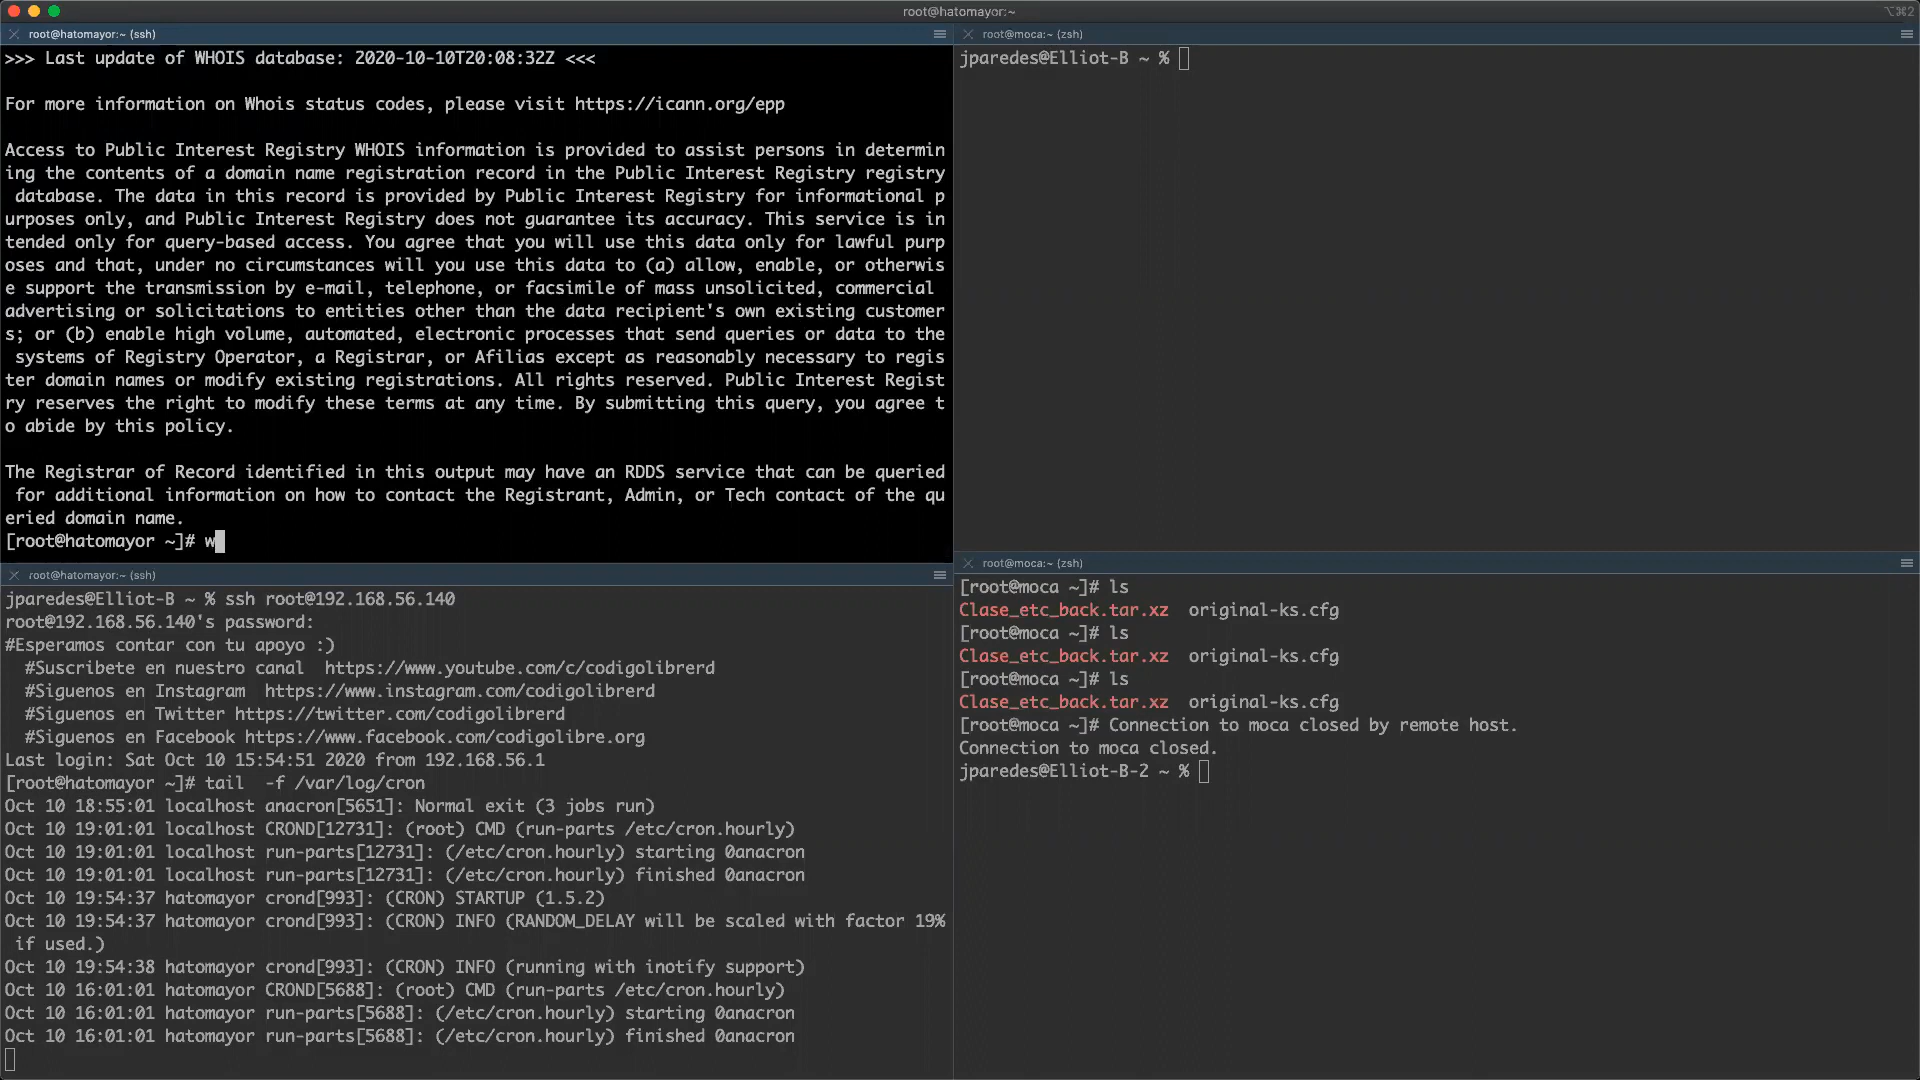 root@hatomayor:~
⌥⌘2
root@hatomayor:~ (ssh)
>>> Last update of WHOIS database: 2020-10-10T20:08:32Z <<<
For more information on Whois status codes, please visit https://icann.org/epp
Access to Public Interest Registry WHOIS information is provided to assist persons in determin
ing the contents of a domain name registration record in the Public Interest Registry registry
 database. The data in this record is provided by Public Interest Registry for informational p
urposes only, and Public Interest Registry does not guarantee its accuracy. This service is in
tended only for query-based access. You agree that you will use this data only for lawful purp
oses and that, under no circumstances will you use this data to (a) allow, enable, or otherwis
e support the transmission by e-mail, telephone, or facsimile of mass unsolicited, commercial
advertising or solicitations to entities other than the data recipient's own existing customer
s; or (b) enable high volume, automated, electronic processes that send queries or data to the
 systems of Registry Operator, a Registrar, or Afilias except as reasonably necessary to regis
ter domain names or modify existing registrations. All rights reserved. Public Interest Regist
ry reserves the right to modify these terms at any time. By submitting this query, you agree t
o abide by this policy.
The Registrar of Record identified in this output may have an RDDS service that can be queried
 for additional information on how to contact the Registrant, Admin, or Tech contact of the qu
eried domain name.
[root@hatomayor ~]# w
root@hatomayor:~ (ssh)
jparedes@Elliot-B ~ % ssh root@192.168.56.140
root@192.168.56.140's password:
#Esperamos contar con tu apoyo :)
  #Suscribete en nuestro canal  https://www.youtube.com/c/codigolibrerd
  #Siguenos en Instagram  https://www.instagram.com/codigolibrerd
  #Siguenos en Twitter https://twitter.com/codigolibrerd
  #Siguenos en Facebook https://www.facebook.com/codigolibre.org
Last login: Sat Oct 10 15:54:51 2020 from 192.168.56.1
[root@hatomayor ~]# tail  -f /var/log/cron
Oct 10 18:55:01 localhost anacron[5651]: Normal exit (3 jobs run)
Oct 10 19:01:01 localhost CROND[12731]: (root) CMD (run-parts /etc/cron.hourly)
Oct 10 19:01:01 localhost run-parts[12731]: (/etc/cron.hourly) starting 0anacron
Oct 10 19:01:01 localhost run-parts[12731]: (/etc/cron.hourly) finished 0anacron
Oct 10 19:54:37 hatomayor crond[993]: (CRON) STARTUP (1.5.2)
Oct 10 19:54:37 hatomayor crond[993]: (CRON) INFO (RANDOM_DELAY will be scaled with factor 19%
 if used.)
Oct 10 19:54:38 hatomayor crond[993]: (CRON) INFO (running with inotify support)
Oct 10 16:01:01 hatomayor CROND[5688]: (root) CMD (run-parts /etc/cron.hourly)
Oct 10 16:01:01 hatomayor run-parts[5688]: (/etc/cron.hourly) starting 0anacron
Oct 10 16:01:01 hatomayor run-parts[5688]: (/etc/cron.hourly) finished 0anacron
root@moca:~ (zsh)
jparedes@Elliot-B ~ %
root@moca:~ (zsh)
[root@moca ~]# ls
Clase_etc_back.tar.xz  original-ks.cfg
[root@moca ~]# ls
Clase_etc_back.tar.xz  original-ks.cfg
[root@moca ~]# ls
Clase_etc_back.tar.xz  original-ks.cfg
[root@moca ~]# Connection to moca closed by remote host.
Connection to moca closed.
jparedes@Elliot-B-2 ~ %